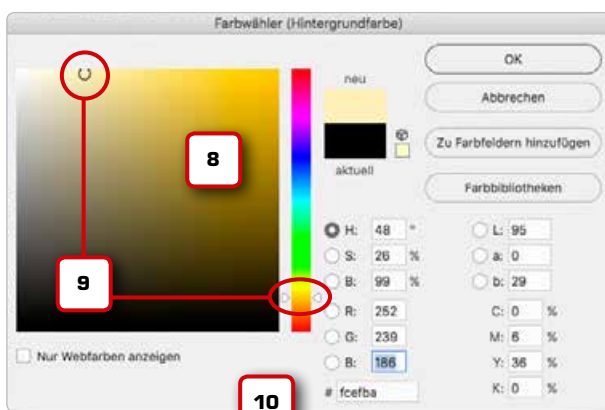 Farbwähler (Hintergrundfarbe)
neu
aktuell
OK
Abbrechen
Zu Farbfeldern hinzufügen
Farbbibliotheken
8
9
10
H: 48 °
S: 26 %
B: 99 %
R: 252
G: 239
B: 186
# fcefba
L: 95
a: 0
b: 29
C: 0 %
M: 6 %
Y: 36 %
K: 0 %
Nur Webfarben anzeigen